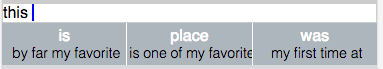 this
is place was
by far my favorite is one of my favorite my first time at